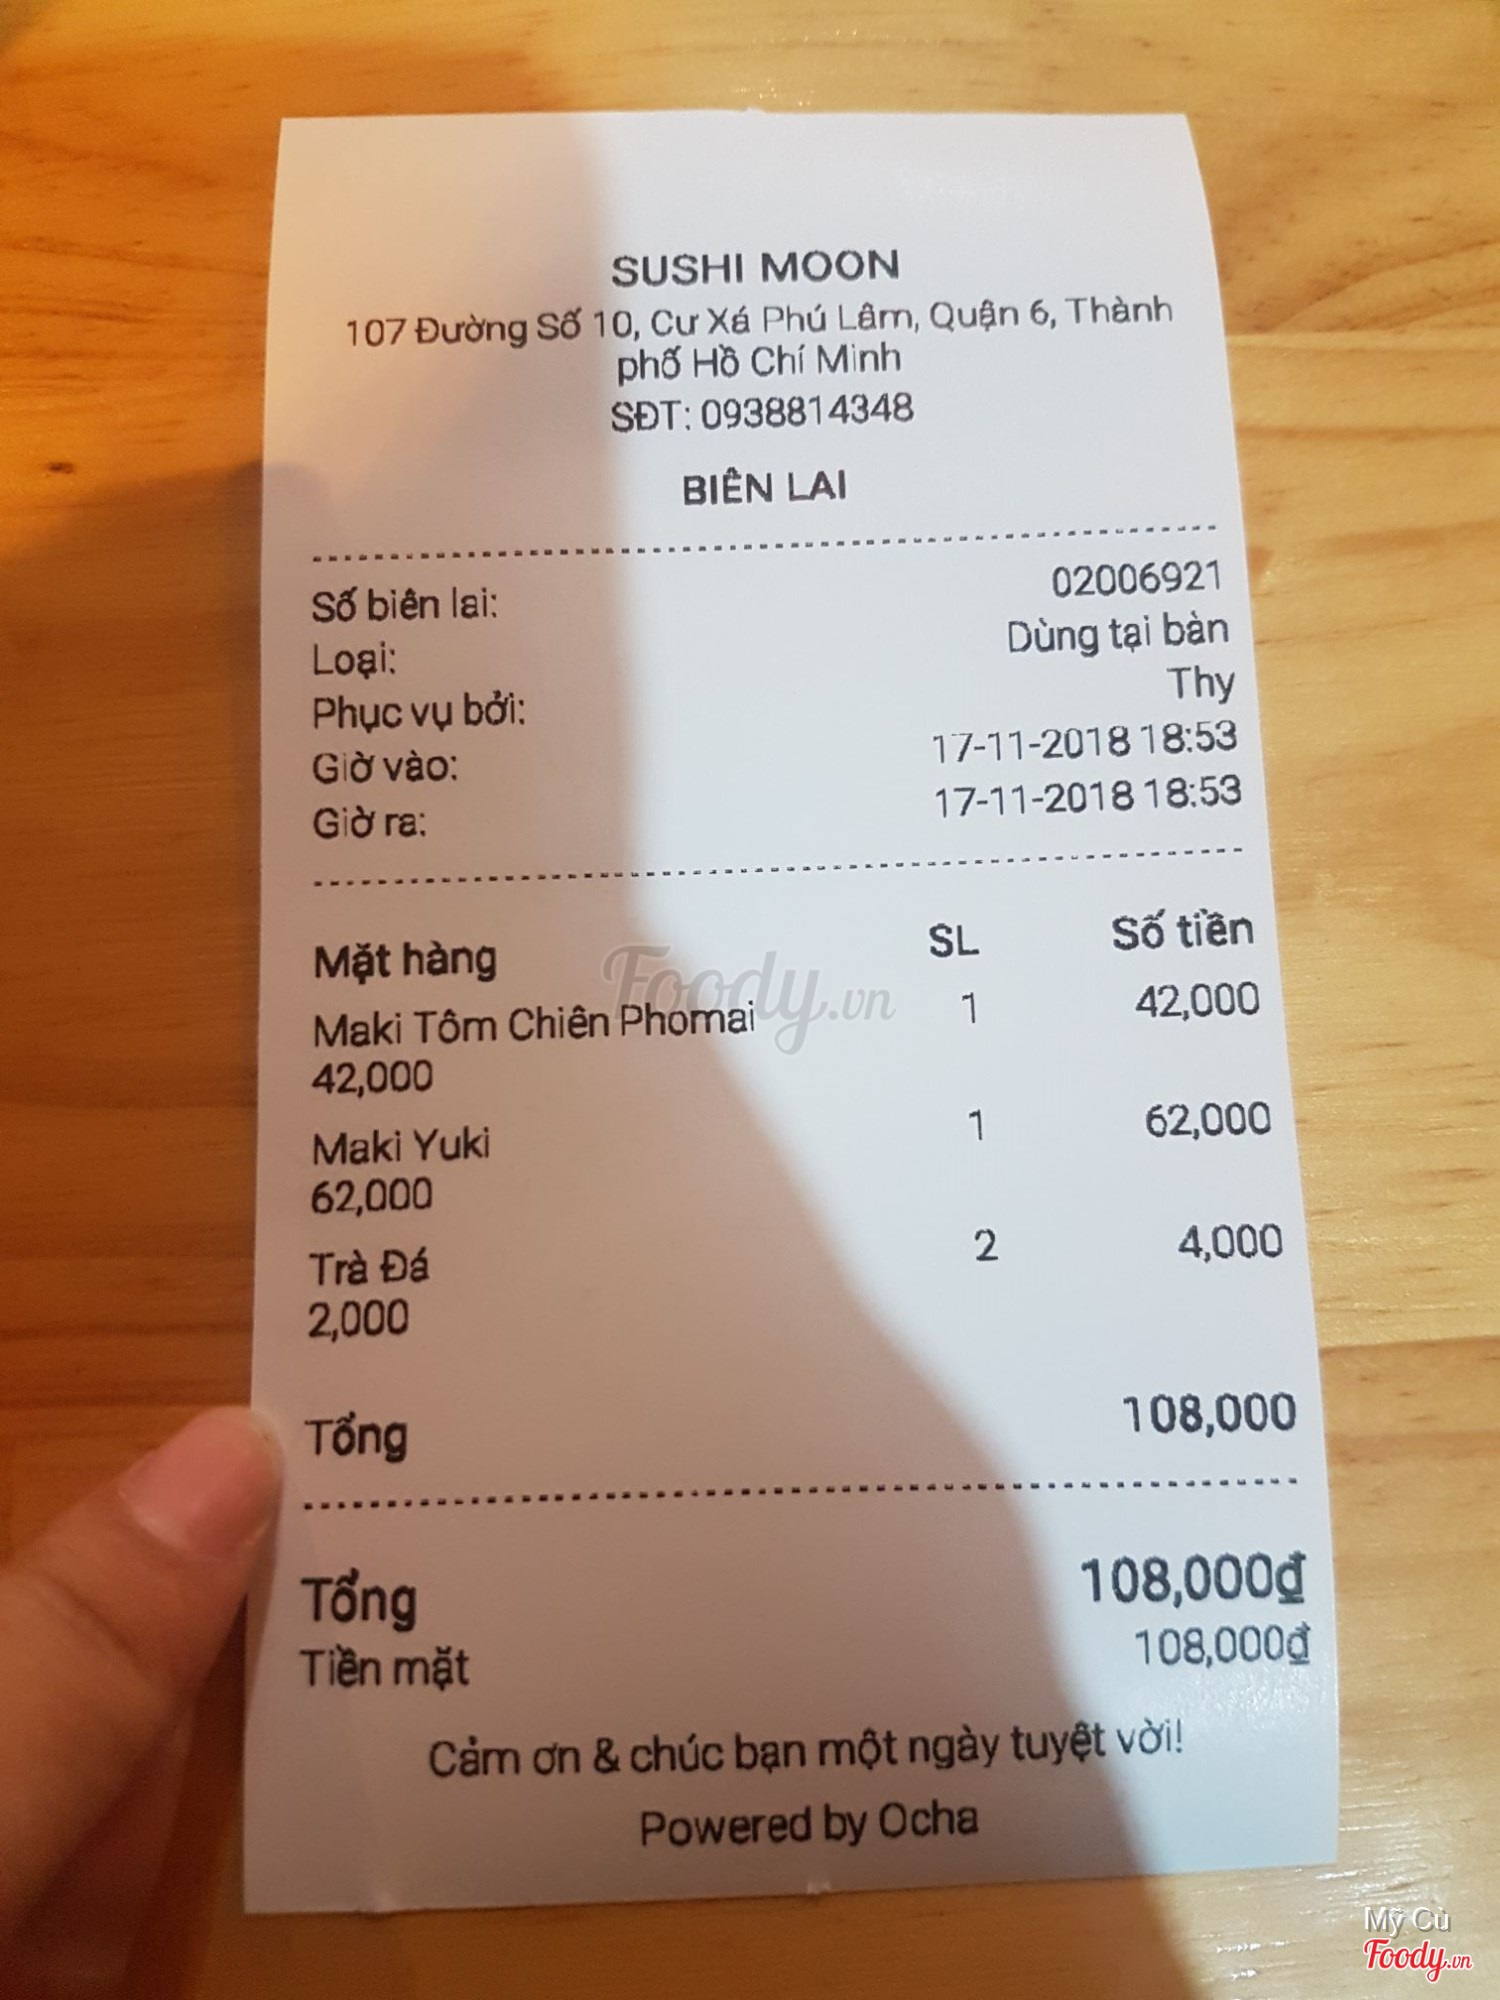 SUSHI MOON
107 Đường Số 10, Cư Xá Phú Lâm, Quận 6, Thành
phố Hồ Chí Minh
SĐT: 0938814348
BIÊN LAI
Số biên lai: 02006921
Loại: Dùng tại bàn
Phục vụ bởi: Thy
Giờ vào: 17-11-2018 18:53
Giờ ra: 17-11-2018 18:53
Mặt hàng SL Số tiền
Maki Tôm Chiên Phomai 1 42,000
42,000
Maki Yuki 1 62,000
62,000
Trà Đá 2 4,000
2,000
Tổng 108,000
Tổng 108,000₫
Tiền mặt 108,000₫
Cảm ơn & chúc bạn một ngày tuyệt vời!
Powered by Ocha
Foody.vn
Mỹ Cù
Foody.vn